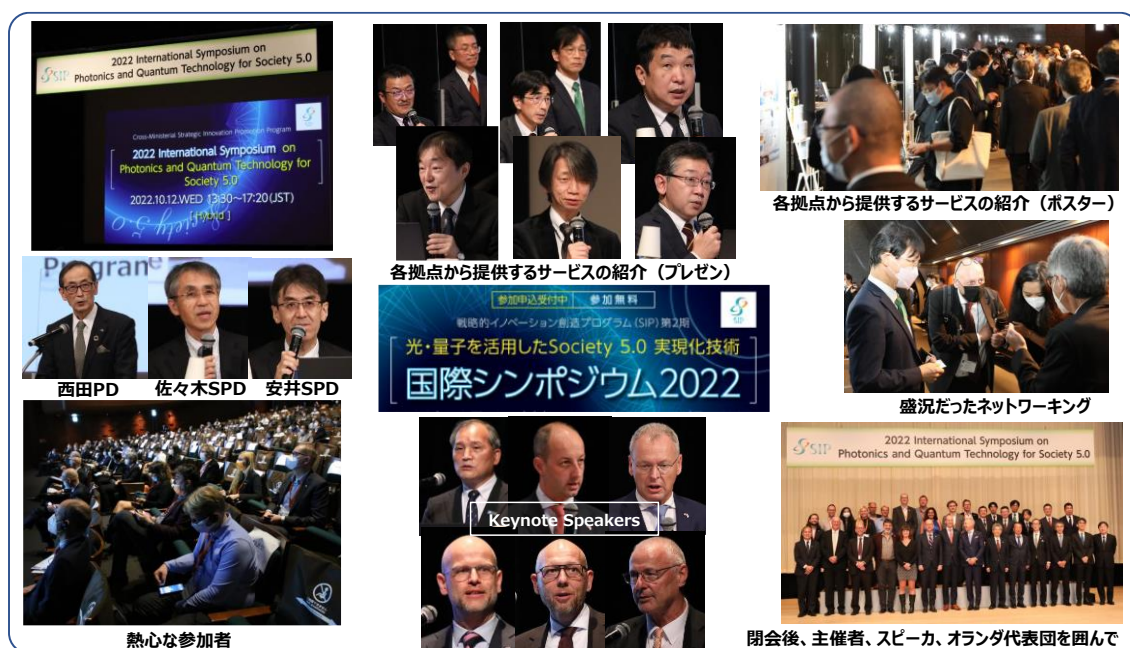 2022 International Symposium on
SIP Photonics and Quantum Technology for Society 5.0
Cross-Ministerial Strategic Innovation Promotion Program
2022 International Symposium on
Photonics and Quantum Technology for
Society 5.0
2022.10.12.WED 13:30～17:20(JST)
[ Hybrid ]
Society 5.0
Program
西田PD
佐々木SPD
安井SPD
熱心な参加者
各拠点から提供するサービスの紹介（プレゼン）
参加申込受付中 参加無料
SIP
戦略的イノベーション創造プログラム（SIP）第2期
光・量子を活用したSociety 5.0 実現化技術
国際シンポジウム2022
Keynote Speakers
各拠点から提供するサービスの紹介（ポスター）
盛況だったネットワーキング
2022 International Symposium on
SIP Photonics and Quantum Technology for Society 5.0
閉会後、主催者、スピーカ、オランダ代表団を囲んで